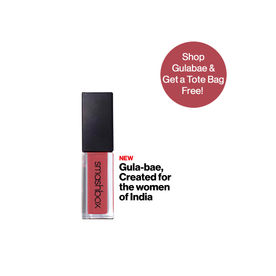 Shop
Gulabae &
Get a Tote Bag
Free!
smashbox
NEW
Gula-bae,
Created for
the women
of India